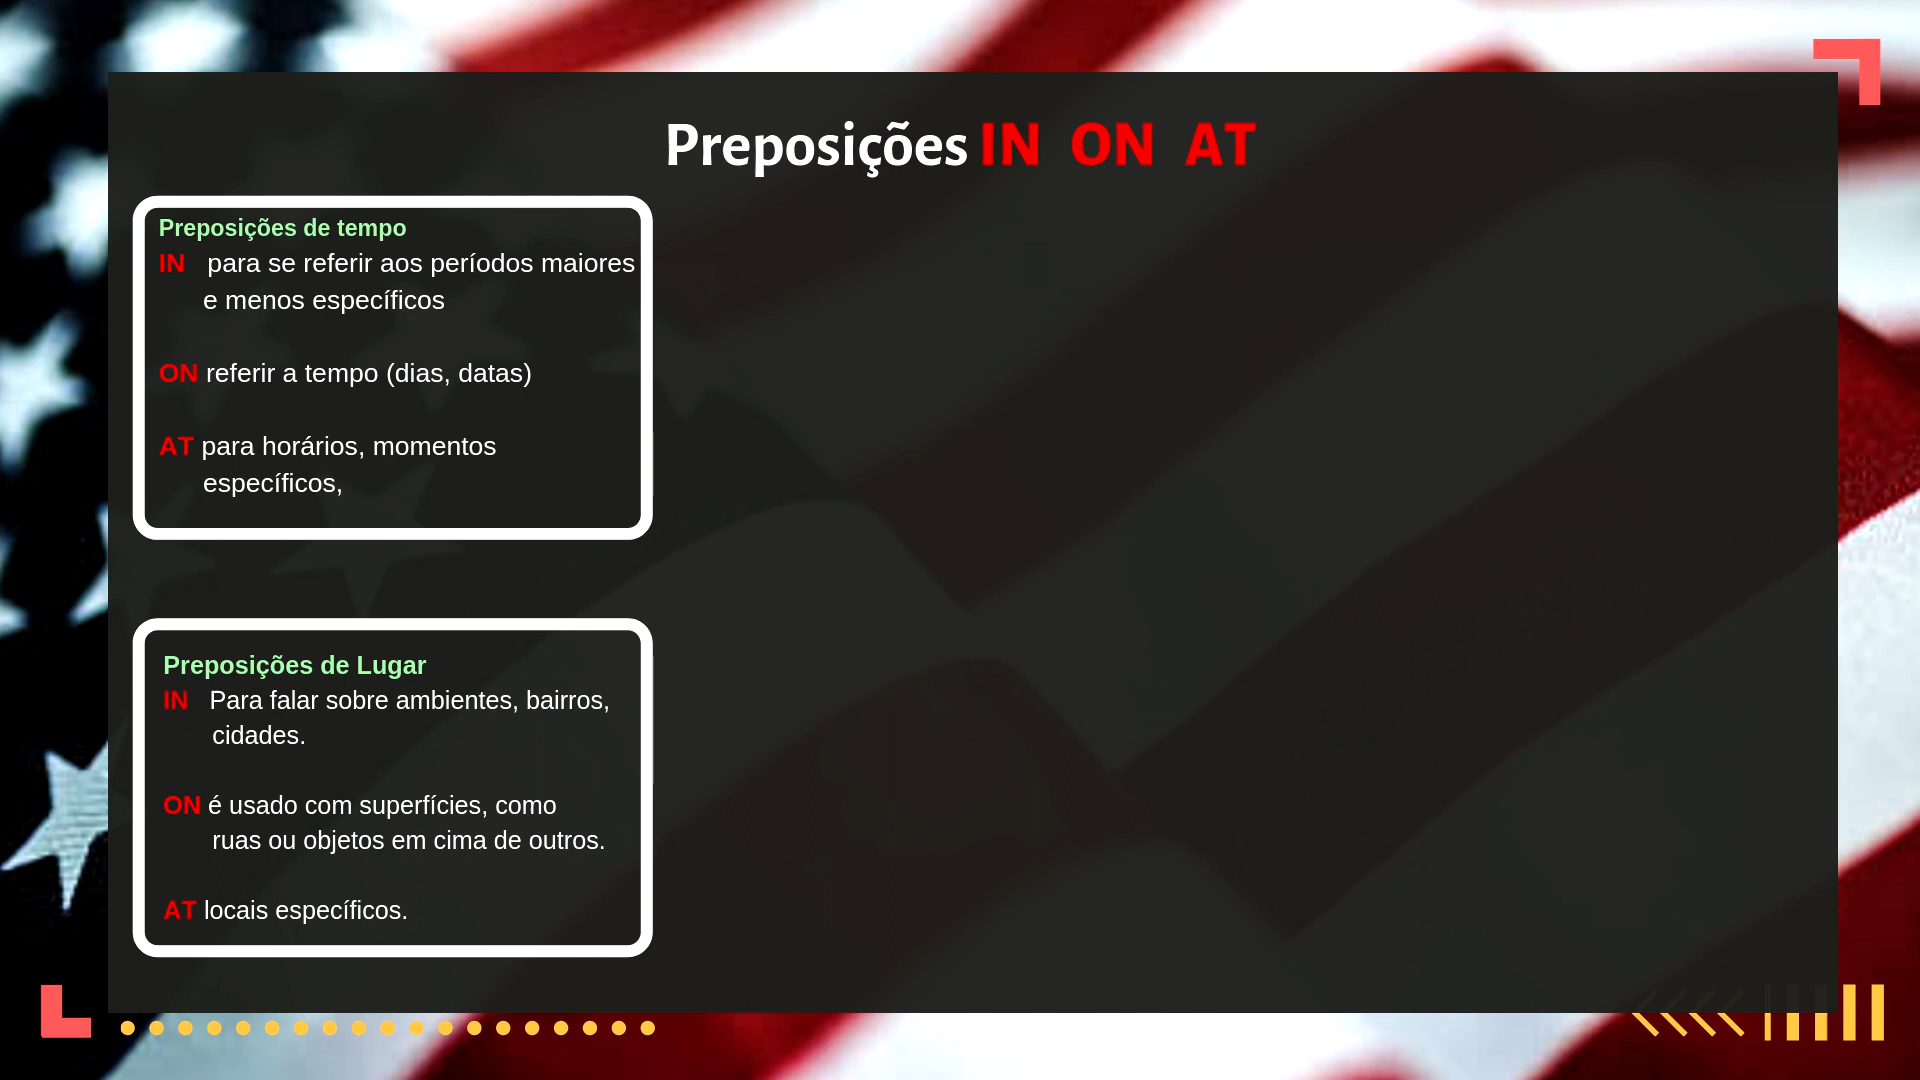 Preposições IN ON AT
Preposições de tempo
IN para se referir aos períodos maiores
e menos específicos
ON referir a tempo (dias, datas)
AT para horários, momentos
específicos,
Preposições de Lugar
IN Para falar sobre ambientes, bairros,
cidades.
ON é usado com superfícies, como
ruas ou objetos em cima de outros.
AT locais específicos.